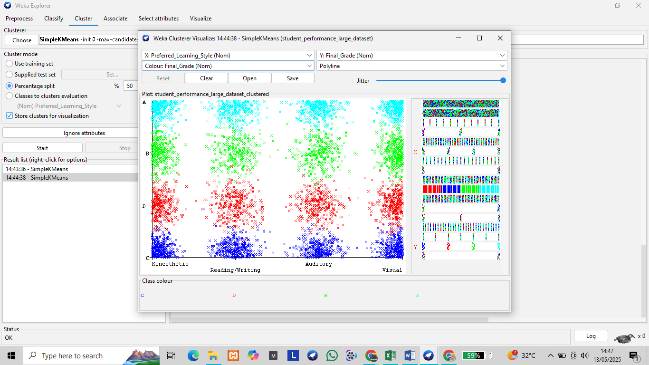 Weka Explorer
Preprocess Classify Cluster Associate Select attributes Visualize
Clusterer
Choose SimpleKMeans -init 0 -max-candidates
Cluster mode
Use training set
Supplied test set Set...
Percentage split % 50
Classes to clusters evaluation
(Nom) Preferred_Learning_Style
Store clusters for visualization
Ignore attributes
Start Stop
Result list (right-click for options)
14:43:36 - SimpleKMeans
14:44:38 - SimpleKMeans
Weka Clusterer Visualize: 14:44:38 - SimpleKMeans (student_performance_large_dataset)
X: Preferred_Learning_Style (Nom) Y: Final_Grade (Nom)
Colour: Final_Grade (Nom) Polyline
Reset Clear Open Save Jitter
Plot: student_performance_large_dataset_clustered
A
B
D
C
Kinesthetic Auditory
Reading/Writing Visual
X
Y
Class colour
C D B A
Status
OK
Log x 0
Type here to search
59%
32°C
14:47
13/05/2025